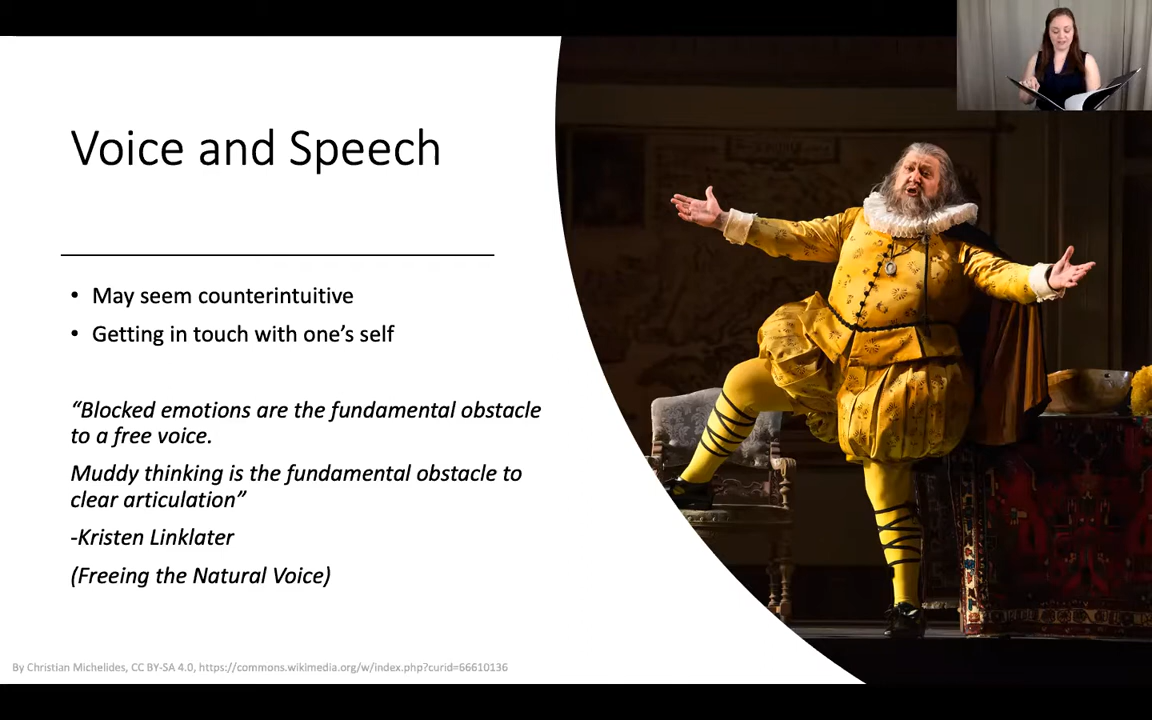 Voice and Speech
• May seem counterintuitive
• Getting in touch with one’s self
“Blocked emotions are the fundamental obstacle
to a free voice.
Muddy thinking is the fundamental obstacle to
clear articulation”
-Kristen Linklater
(Freeing the Natural Voice)
By Christian Michelides, CC BY-SA 4.0, https://commons.wikimedia.org/w/index.php?curid=66610136